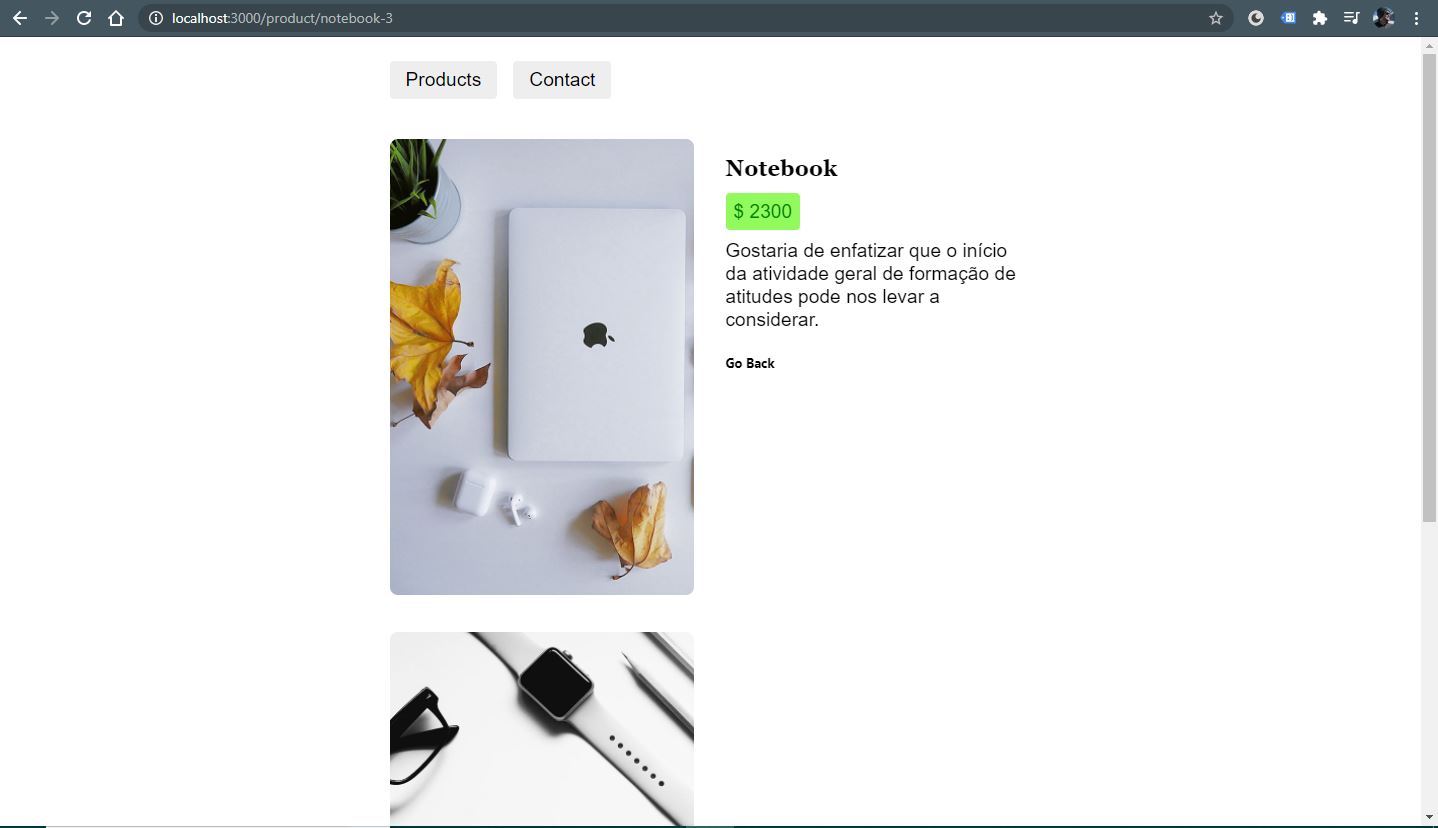 localhost:3000/product/notebook-3
Products
Contact
Notebook
$ 2300
Gostaria de enfatizar que o início
da atividade geral de formação de
atitudes pode nos levar a
considerar.
Go Back